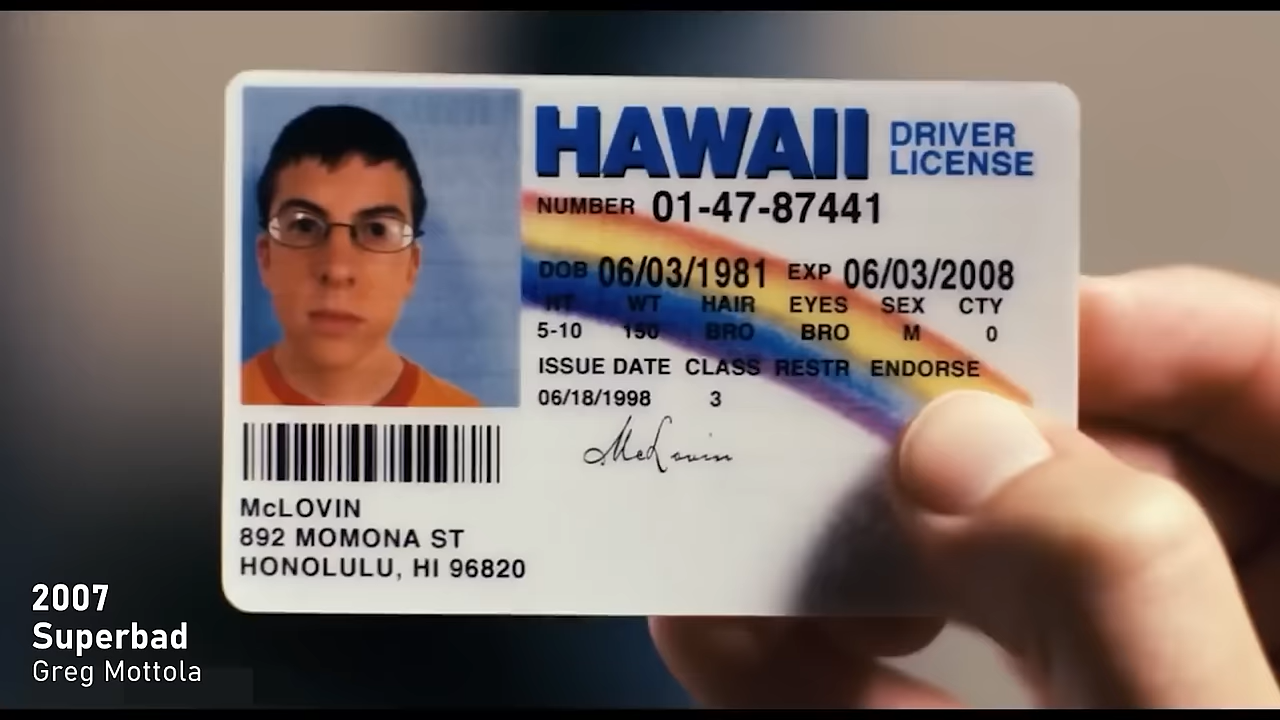 HAWAII DRIVER LICENSE
NUMBER 01-47-87441
DOB 06/03/1981 EXP 06/03/2008
HT WT HAIR EYES SEX CTY
5-10 150 BRO BRO M 0
ISSUE DATE CLASS RESTR ENDORSE
06/18/1998 3
McLovin
McLOVIN
892 MOMONA ST
HONOLULU, HI 96820
2007
Superbad
Greg Mottola